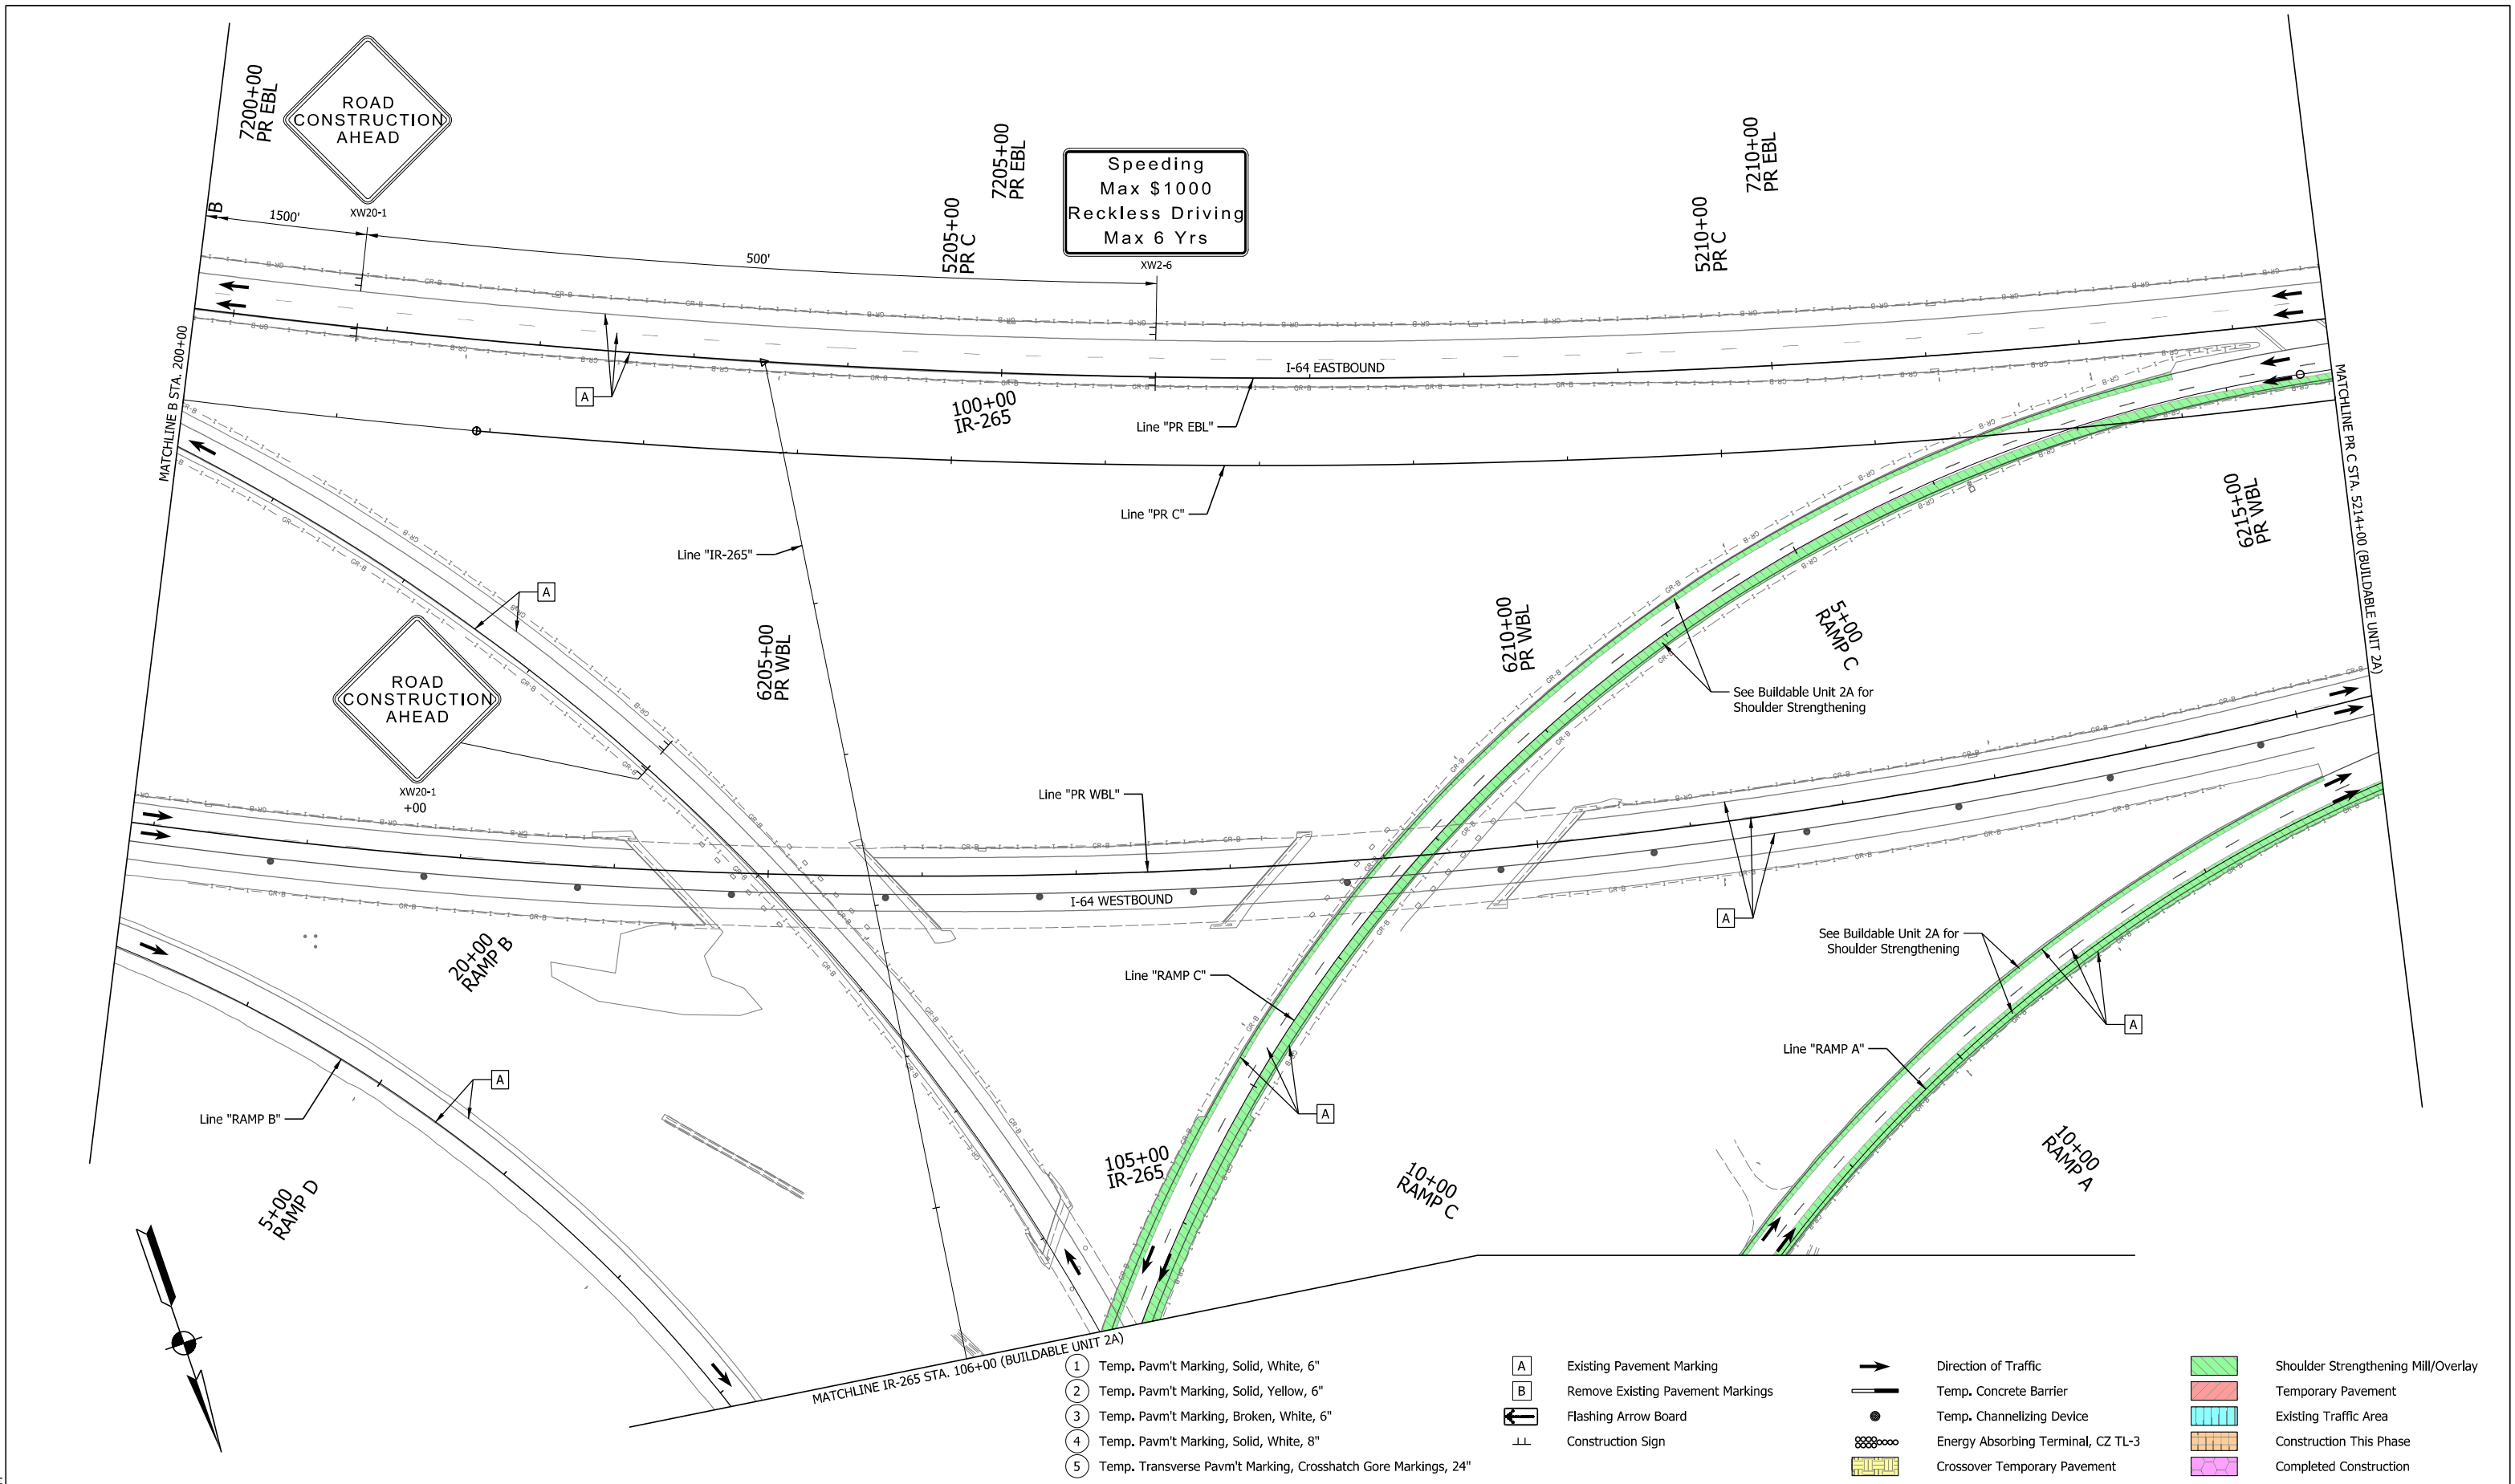 7200+00
PR EBL
ROAD
CONSTRUCTION
AHEAD
XW20-1
B
1500'
500'
7205+00
PR EBL
5205+00
PR C
Speeding
Max $1000
Reckless Driving
Max 6 Yrs
XW2-6
7210+00
PR EBL
5210+00
PR C
MATCHLINE B STA. 200+00
A
I-64 EASTBOUND
100+00
IR-265
Line "PR EBL"
Line "PR C"
Line "IR-265"
MATCHLINE PR C STA. 5214+00 (BUILDABLE UNIT 2A)
6215+00
PR WBL
A
ROAD
CONSTRUCTION
AHEAD
XW20-1
+00
6205+00
PR WBL
6210+00
PR WBL
5+00
RAMP C
See Buildable Unit 2A for
Shoulder Strengthening
Line "PR WBL"
I-64 WESTBOUND
A
20+00
RAMP B
Line "RAMP C"
See Buildable Unit 2A for
Shoulder Strengthening
A
Line "RAMP A"
A
Line "RAMP B"
A
5+00
RAMP D
105+00
IR-265
10+00
RAMP C
10+00
RAMP A
GR-B
MATCHLINE IR-265 STA. 106+00 (BUILDABLE UNIT 2A)
1 Temp. Pavm't Marking, Solid, White, 6"
2 Temp. Pavm't Marking, Solid, Yellow, 6"
3 Temp. Pavm't Marking, Broken, White, 6"
4 Temp. Pavm't Marking, Solid, White, 8"
5 Temp. Transverse Pavm't Marking, Crosshatch Gore Markings, 24"
A Existing Pavement Marking
B Remove Existing Pavement Markings
Flashing Arrow Board
Construction Sign
Direction of Traffic
Temp. Concrete Barrier
Temp. Channelizing Device
Energy Absorbing Terminal, CZ TL-3
Crossover Temporary Pavement
Shoulder Strengthening Mill/Overlay
Temporary Pavement
Existing Traffic Area
Construction This Phase
Completed Construction